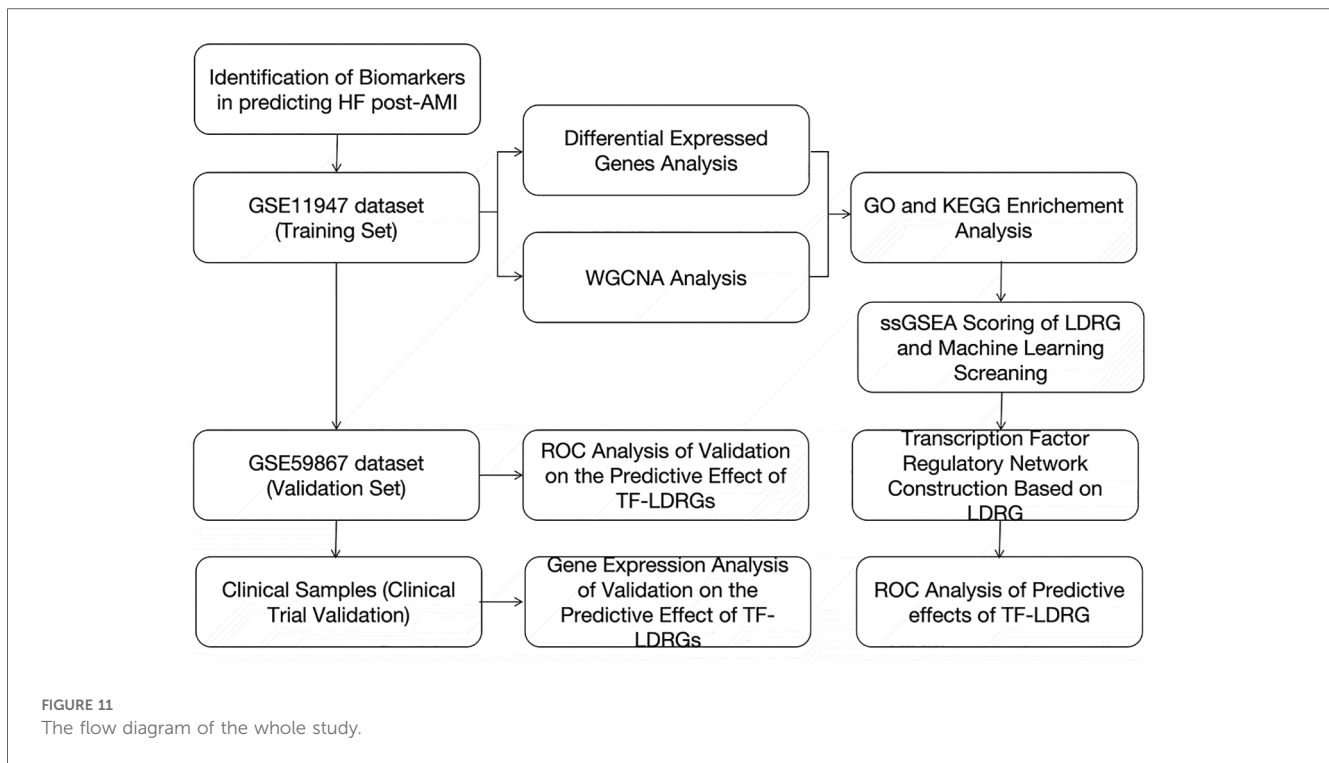 Identification of Biomarkers
in predicting HF post-AMI
Differential Expressed
Genes Analysis
GSE11947 dataset
(Training Set)
GO and KEGG Enrichement
Analysis
WGCNA Analysis
ssGSEA Scoring of LDRG
and Machine Learning
Screaning
GSE59867 dataset
(Validation Set)
ROC Analysis of Validation
on the Predictive Effect of
TF-LDRGs
Transcription Factor
Regulatory Network
Construction Based on
LDRG
Clinical Samples (Clinical
Trial Validation)
Gene Expression Analysis
of Validation on the
Predictive Effect of TF-
LDRGs
ROC Analysis of Predictive
effects of TF-LDRG
FIGURE 11
The flow diagram of the whole study.